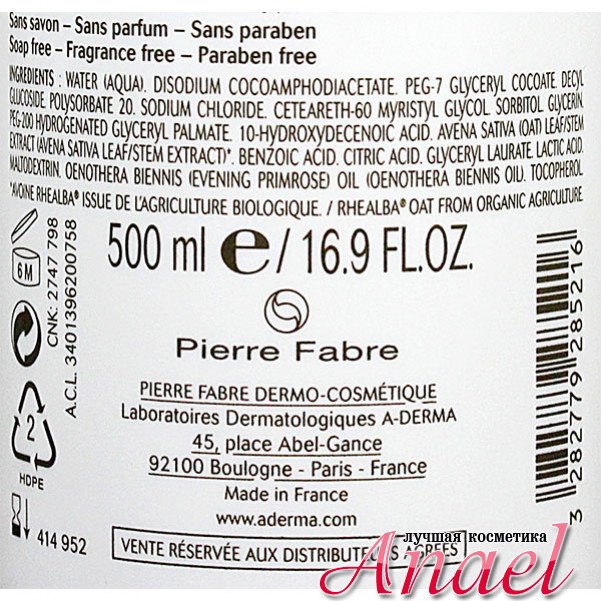 Sans savon – Sans parfum – Sans paraben
Soap free – Fragrance free – Paraben free
INGREDIENTS : WATER (AQUA). DISODIUM COCOAMPHODIACETATE. PEG-7 GLYCERYL COCOATE. DECYL
GLUCOSIDE. POLYSORBATE 20. SODIUM CHLORIDE. CETEARETH-60 MYRISTYL GLYCOL. SORBITOL. GLYCERIN.
PEG-200 HYDROGENATED GLYCERYL PALMATE. 10-HYDROXYDECENOIC ACID. AVENA SATIVA (OAT) LEAF/STEM
EXTRACT (AVENA SATIVA LEAF/STEM EXTRACT)*. BENZOIC ACID. CITRIC ACID. GLYCERYL LAURATE. LACTIC ACID.
MALTODEXTRIN. OENOTHERA BIENNIS (EVENING PRIMROSE) OIL (OENOTHERA BIENNIS OIL). TOCOPHEROL.
*AVOINE RHEALBA® ISSUE DE L'AGRICULTURE BIOLOGIQUE. / RHEALBA® OAT FROM ORGANIC AGRICULTURE
500 ml e / 16.9 FL.OZ.
6 M
CNK: 2747 798
A.C.L. 3401396200758
Pierre Fabre
PIERRE FABRE DERMO-COSMÉTIQUE
Laboratoires Dermatologiques A-DERMA
45, place Abel-Gance
92100 Boulogne - Paris - France
Made in France
www.aderma.com
VENTE RÉSERVÉE AUX DISTRIBUTEURS AGRÉÉS
2
HDPE
414 952
3 282779 285216
лучшая косметика
Anael